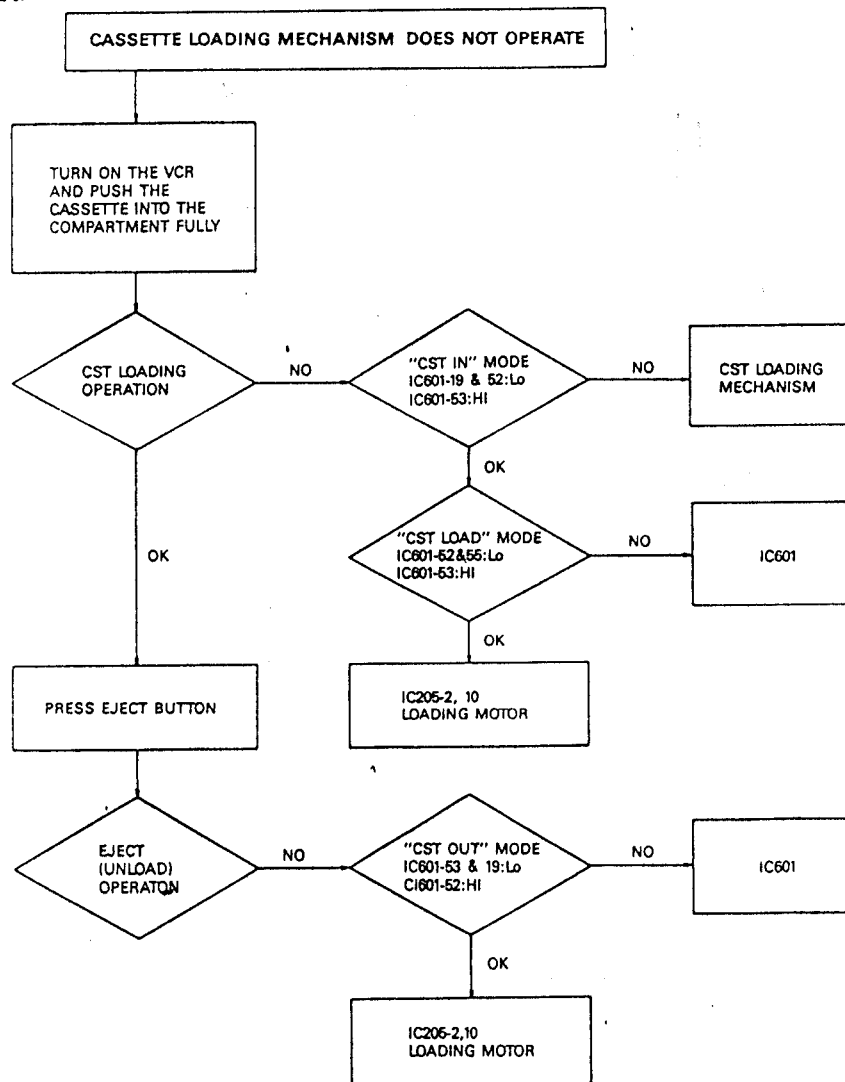 CASSETTE LOADING MECHANISM DOES NOT OPERATE
TURN ON THE VCR
AND PUSH THE
CASSETTE INTO THE
COMPARTMENT FULLY
CST LOADING
OPERATION
NO
"CST IN" MODE
IC601-19 & 52:Lo
IC601-53:HI
NO
CST LOADING
MECHANISM
OK
OK
"CST LOAD" MODE
IC601-52&55:Lo
IC601-53:HI
NO
IC601
OK
PRESS EJECT BUTTON
IC205-2, 10
LOADING MOTOR
EJECT
(UNLOAD)
OPERATON
NO
"CST OUT" MODE
IC601-53 & 19:Lo
CI601-52:HI
NO
IC601
OK
IC205-2,10
LOADING MOTOR